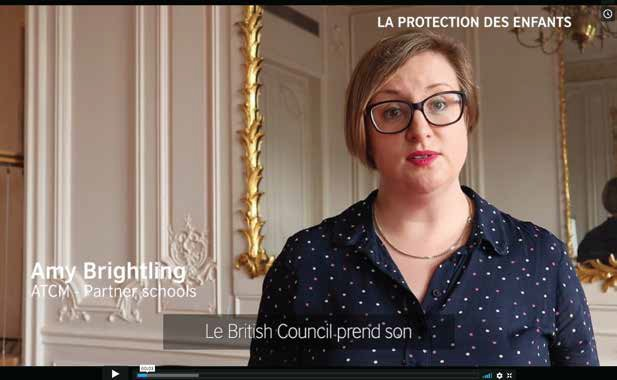 LA PROTECTION DES ENFANTS
Amy Brightling
ATCM - Partner schools
Le British Council prend son
00:03